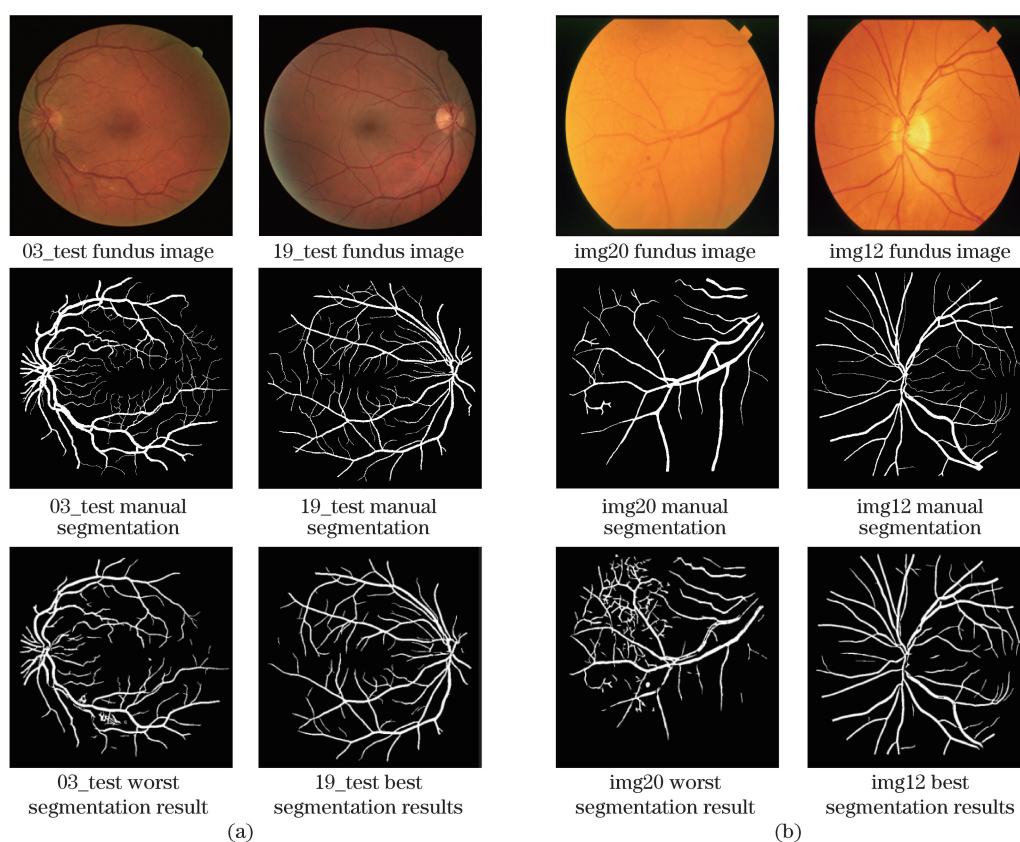 03_test fundus image
19_test fundus image
img20 fundus image
img12 fundus image
03_test manual
segmentation
19_test manual
segmentation
img20 manual
segmentation
img12 manual
segmentation
03_test worst
segmentation result
19_test best
segmentation results
img20 worst
segmentation result
img12 best
segmentation results
(a)
(b)